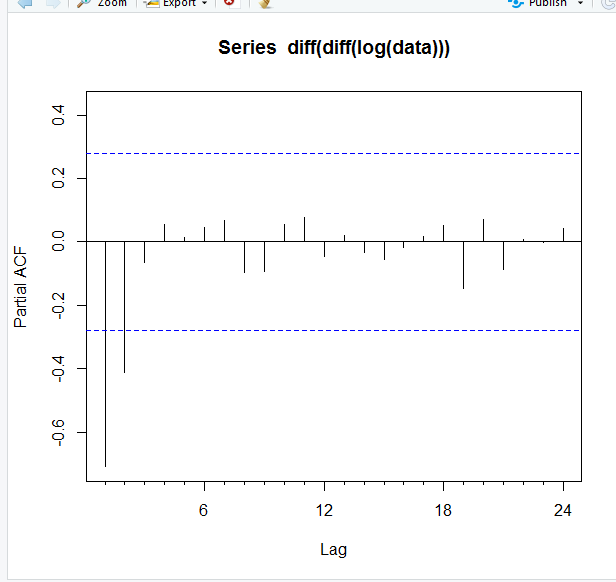 Zoom Export Publish
Series diff(diff(log(data)))
Partial ACF
0.4
0.2
0.0
-0.2
-0.4
-0.6
6 12 18 24
Lag